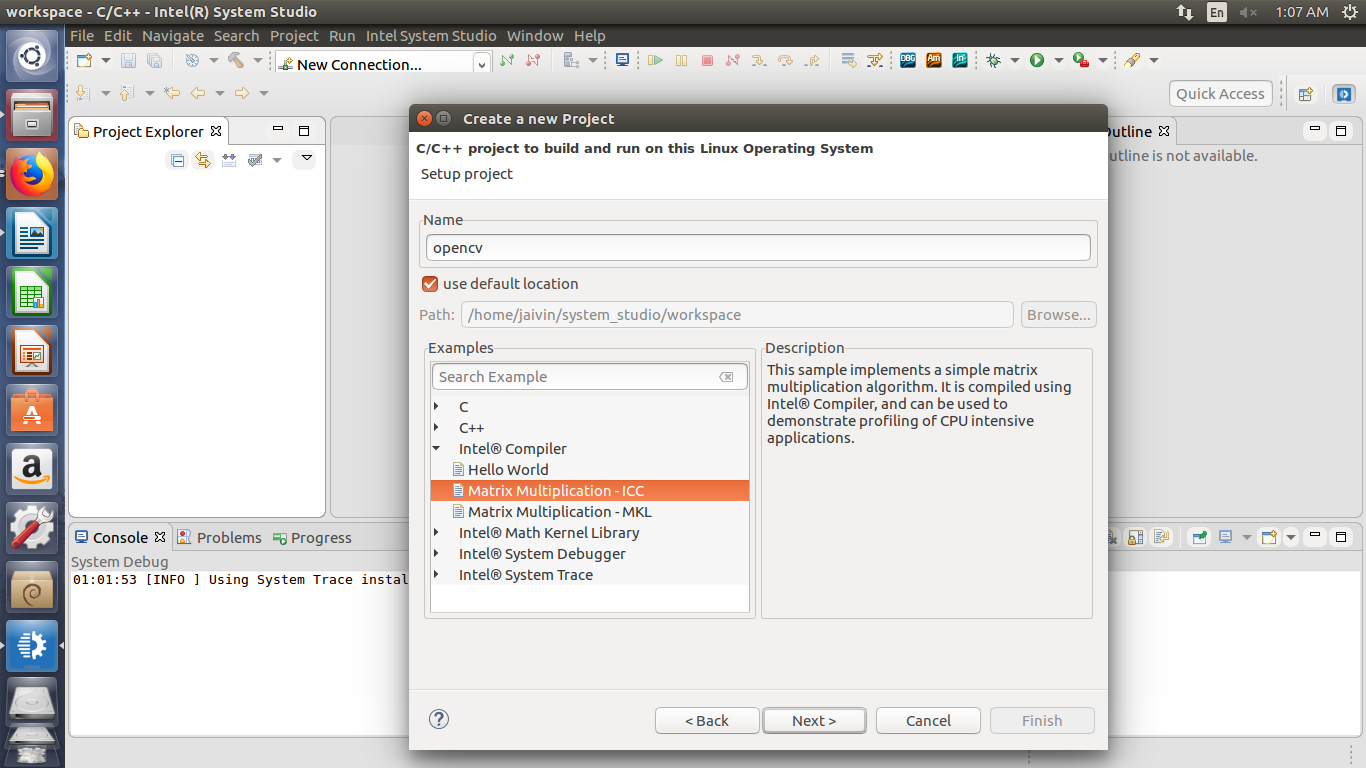 workspace - C/C++ - Intel(R) System Studio
En
1:07 AM
File Edit Navigate Search Project Run Intel System Studio Window Help
New Connection...
DBG
Am
In
Quick Access
Project Explorer
Outline
utline is not available.
Create a new Project
C/C++ project to build and run on this Linux Operating System
Setup project
Name
opencv
use default location
Path: /home/jaivin/system_studio/workspace Browse...
Examples
Search Example
C
C++
Intel® Compiler
Hello World
Matrix Multiplication - ICC
Matrix Multiplication - MKL
Intel® Math Kernel Library
Intel® System Debugger
Intel® System Trace
Description
This sample implements a simple matrix
multiplication algorithm. It is compiled using
Intel® Compiler, and can be used to
demonstrate profiling of CPU intensive
applications.
Console Problems Progress
System Debug
01:01:53 [INFO ] Using System Trace instal
< Back Next > Cancel Finish